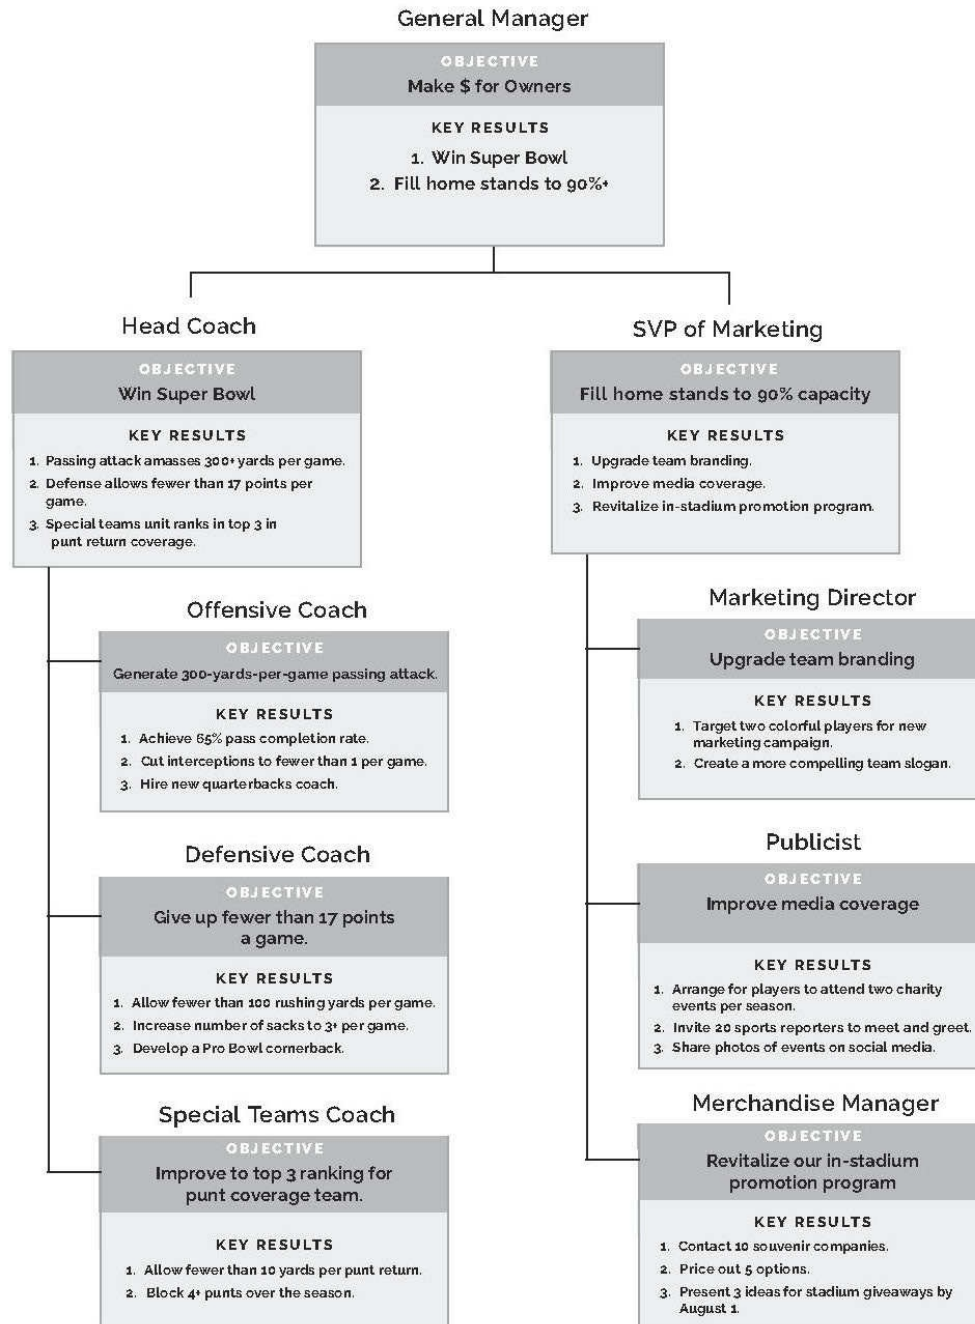 General Manager
OBJECTIVE
Make $ for Owners
KEY RESULTS
1. Win Super Bowl
2. Fill home stands to 90%+
Head Coach
OBJECTIVE
Win Super Bowl
KEY RESULTS
1. Passing attack amasses 300+ yards per game.
2. Defense allows fewer than 17 points per
game.
3. Special teams unit ranks in top 3 in
punt return coverage.
Offensive Coach
OBJECTIVE
Generate 300-yards-per-game passing attack.
KEY RESULTS
1. Achieve 65% pass completion rate.
2. Cut interceptions to fewer than 1 per game.
3. Hire new quarterbacks coach.
Defensive Coach
OBJECTIVE
Give up fewer than 17 points
a game.
KEY RESULTS
1. Allow fewer than 100 rushing yards per game.
2. Increase number of sacks to 3+ per game.
3. Develop a Pro Bowl cornerback.
Special Teams Coach
OBJECTIVE
Improve to top 3 ranking for
punt coverage team.
KEY RESULTS
1. Allow fewer than 10 yards per punt return.
2. Block 4+ punts over the season.
SVP of Marketing
OBJECTIVE
Fill home stands to 90% capacity
KEY RESULTS
1. Upgrade team branding.
2. Improve media coverage.
3. Revitalize in-stadium promotion program.
Marketing Director
OBJECTIVE
Upgrade team branding
KEY RESULTS
1. Target two colorful players for new
marketing campaign.
2. Create a more compelling team slogan.
Publicist
OBJECTIVE
Improve media coverage
KEY RESULTS
1. Arrange for players to attend two charity
events per season.
2. Invite 20 sports reporters to meet and greet.
3. Share photos of events on social media.
Merchandise Manager
OBJECTIVE
Revitalize our in-stadium
promotion program
KEY RESULTS
1. Contact 10 souvenir companies.
2. Price out 5 options.
3. Present 3 ideas for stadium giveaways by
August 1.